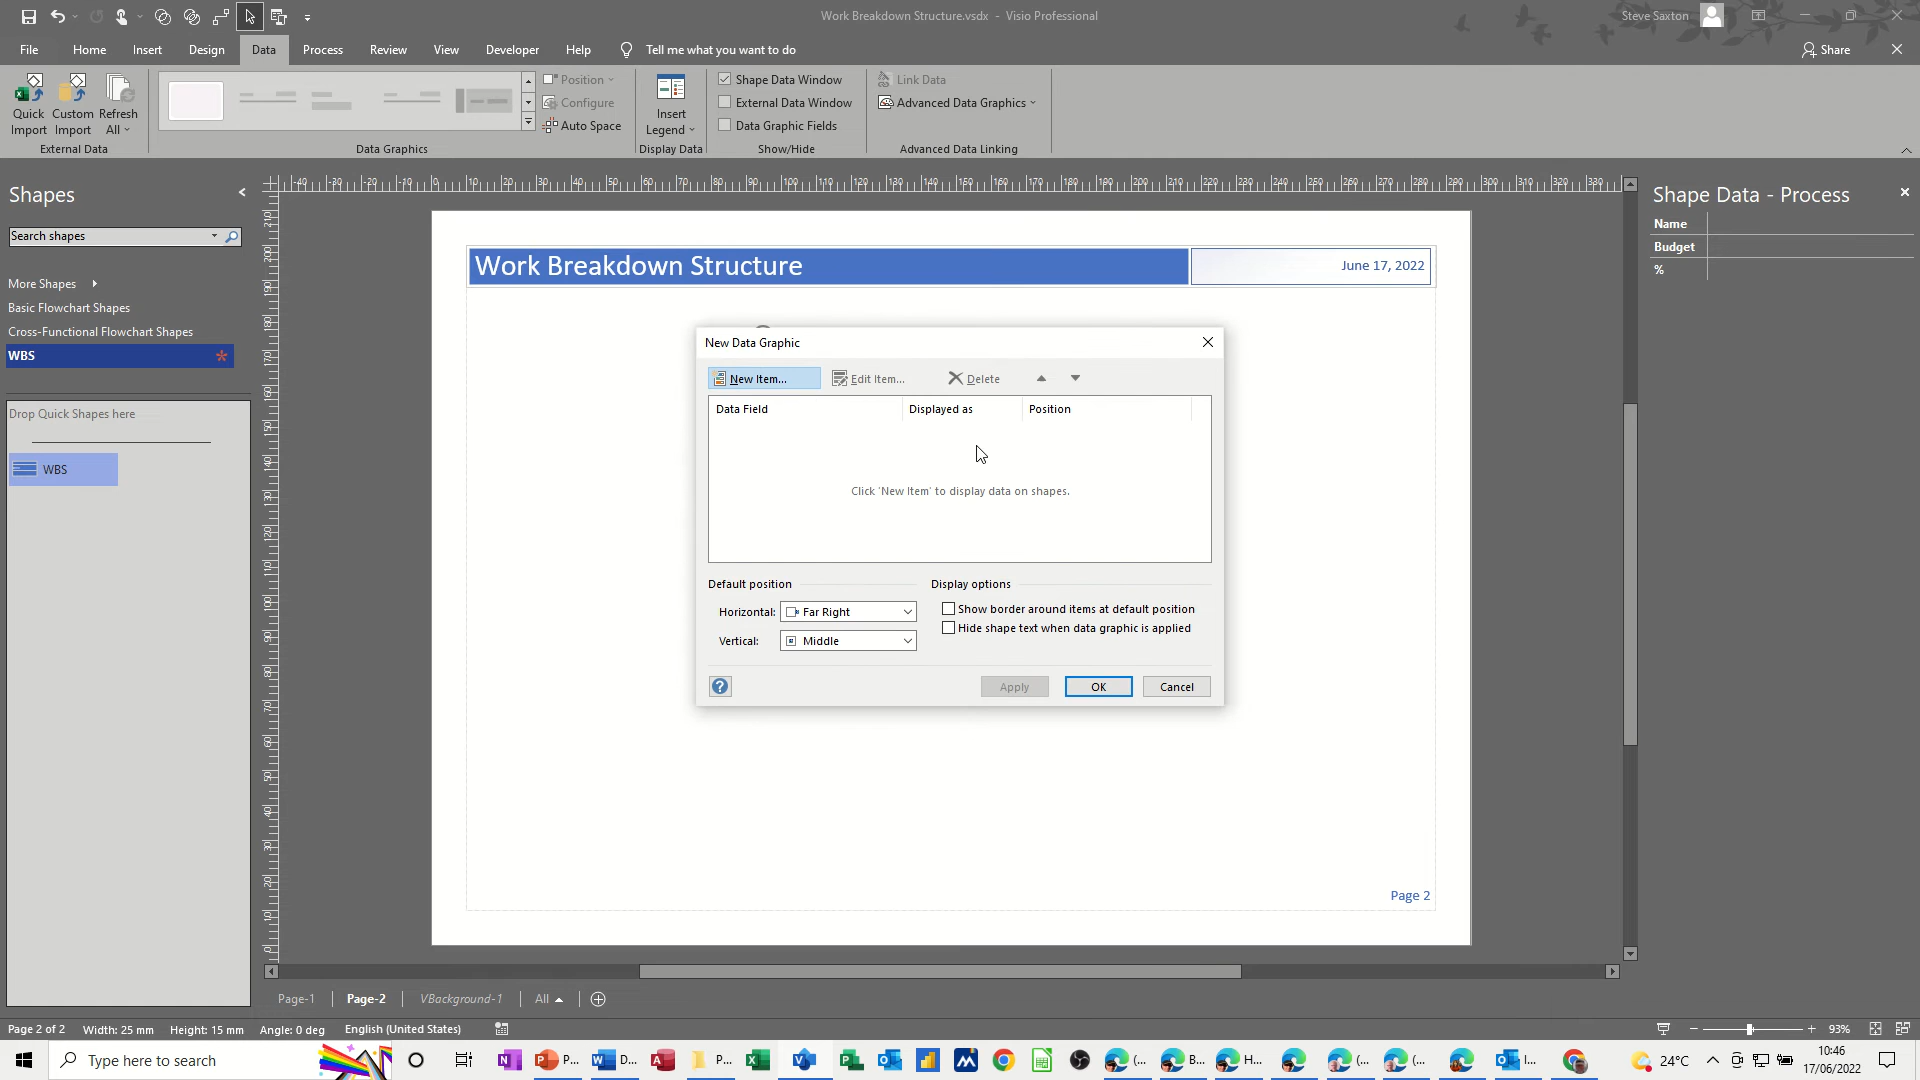 Work Breakdown Structure.vsdx - Visio Professional
Steve Saxton
File Home Insert Design Data Process Review View Developer Help Tell me what you want to do
Share
Quick Import
Custom Import
Refresh All
External Data
Data Graphics
Position
Configure
Auto Space
Insert Legend
Display Data
Shape Data Window
External Data Window
Data Graphic Fields
Show/Hide
Link Data
Advanced Data Graphics
Advanced Data Linking
Shapes
Search shapes
More Shapes
Basic Flowchart Shapes
Cross-Functional Flowchart Shapes
WBS
Drop Quick Shapes here
WBS
Work Breakdown Structure
June 17, 2022
New Data Graphic
New Item... Edit Item... Delete
Data Field Displayed as Position
Click 'New Item' to display data on shapes.
Default position
Horizontal: Far Right
Vertical: Middle
Display options
Show border around items at default position
Hide shape text when data graphic is applied
Apply OK Cancel
Page 2
Shape Data - Process
Name
Budget
%
Page-1 Page-2 VBackground-1 All
Page 2 of 2 Width: 25 mm Height: 15 mm Angle: 0 deg English (United States)
93%
Type here to search
P... D... P... (... B... H... (... (... I...
24°C
10:46
17/06/2022